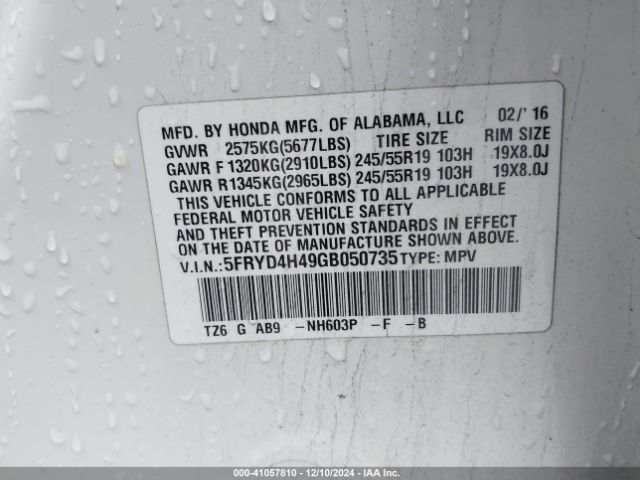 MFD. BY HONDA MFG. OF ALABAMA, LLC 02/' 16
GVWR 2575KG(5677LBS) TIRE SIZE RIM SIZE
GAWR F 1320KG(2910LBS) 245/55R19 103H 19X8.0J
GAWR R1345KG(2965LBS) 245/55R19 103H 19X8.0J
THIS VEHICLE CONFORMS TO ALL APPLICABLE
FEDERAL MOTOR VEHICLE SAFETY
AND THEFT PREVENTION STANDARDS IN EFFECT
ON THE DATE OF MANUFACTURE SHOWN ABOVE.
V.I.N.: 5FRYD4H49GB050735 TYPE: MPV
TZ6 G AB9 -NH603P -F -B
000-41057810 - 12/10/2024 - IAA Inc.